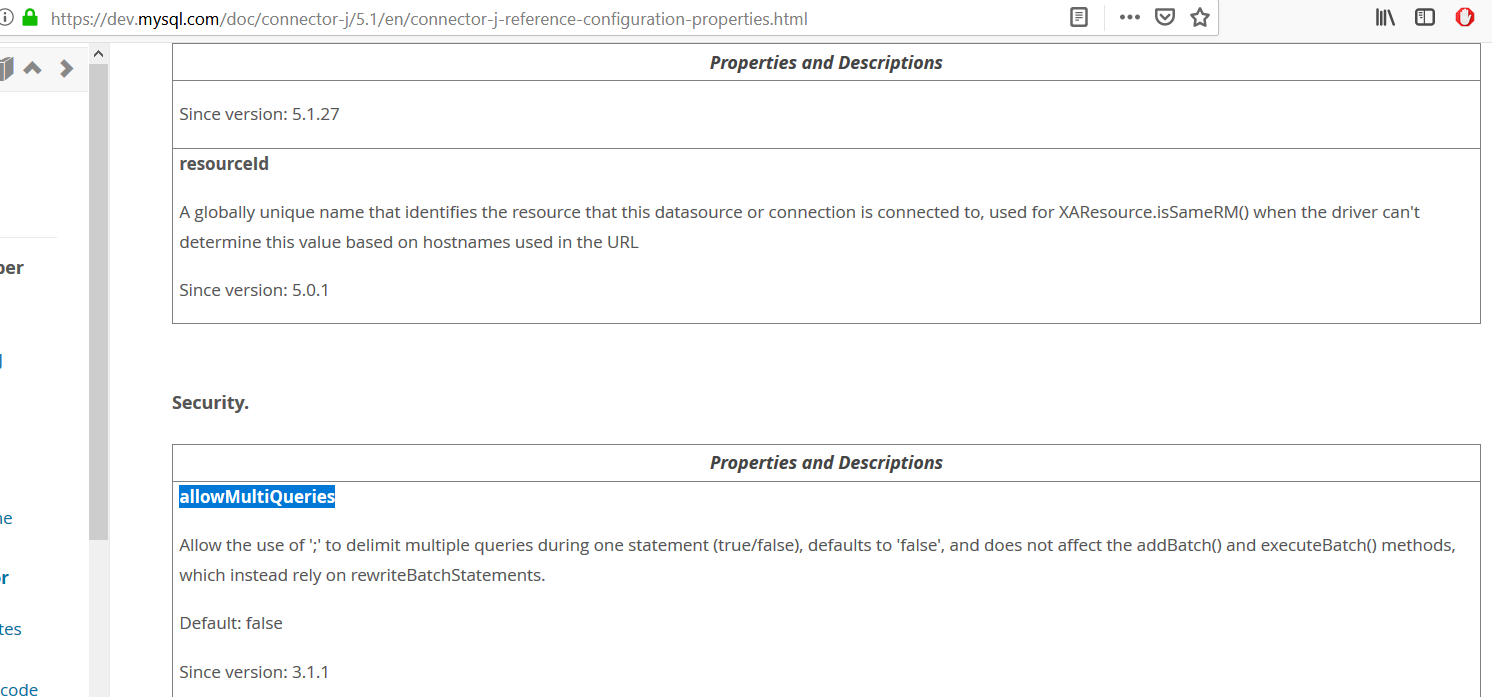 https://dev.mysql.com/doc/connector-j/5.1/en/connector-j-reference-configuration-properties.html
Properties and Descriptions
Since version: 5.1.27
resourceId
A globally unique name that identifies the resource that this datasource or connection is connected to, used for XAResource.isSameRM() when the driver can't
determine this value based on hostnames used in the URL
Since version: 5.0.1
Security.
Properties and Descriptions
allowMultiQueries
Allow the use of ';' to delimit multiple queries during one statement (true/false), defaults to 'false', and does not affect the addBatch() and executeBatch() methods,
which instead rely on rewriteBatchStatements.
Default: false
Since version: 3.1.1
code